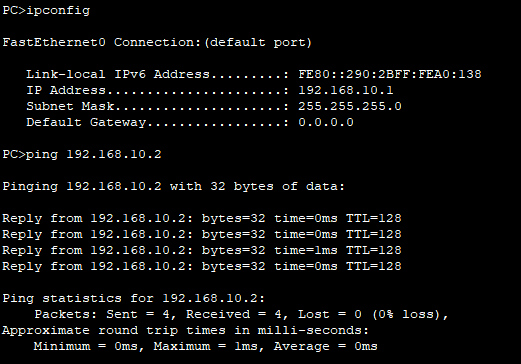 PC>ipconfig
FastEthernet0 Connection:(default port)
Link-local IPv6 Address.........: FE80::290:2BFF:FEA0:138
IP Address......................: 192.168.10.1
Subnet Mask.....................: 255.255.255.0
Default Gateway.................: 0.0.0.0
PC>ping 192.168.10.2
Pinging 192.168.10.2 with 32 bytes of data:
Reply from 192.168.10.2: bytes=32 time=0ms TTL=128
Reply from 192.168.10.2: bytes=32 time=0ms TTL=128
Reply from 192.168.10.2: bytes=32 time=1ms TTL=128
Reply from 192.168.10.2: bytes=32 time=0ms TTL=128
Ping statistics for 192.168.10.2:
Packets: Sent = 4, Received = 4, Lost = 0 (0% loss),
Approximate round trip times in milli-seconds:
Minimum = 0ms, Maximum = 1ms, Average = 0ms